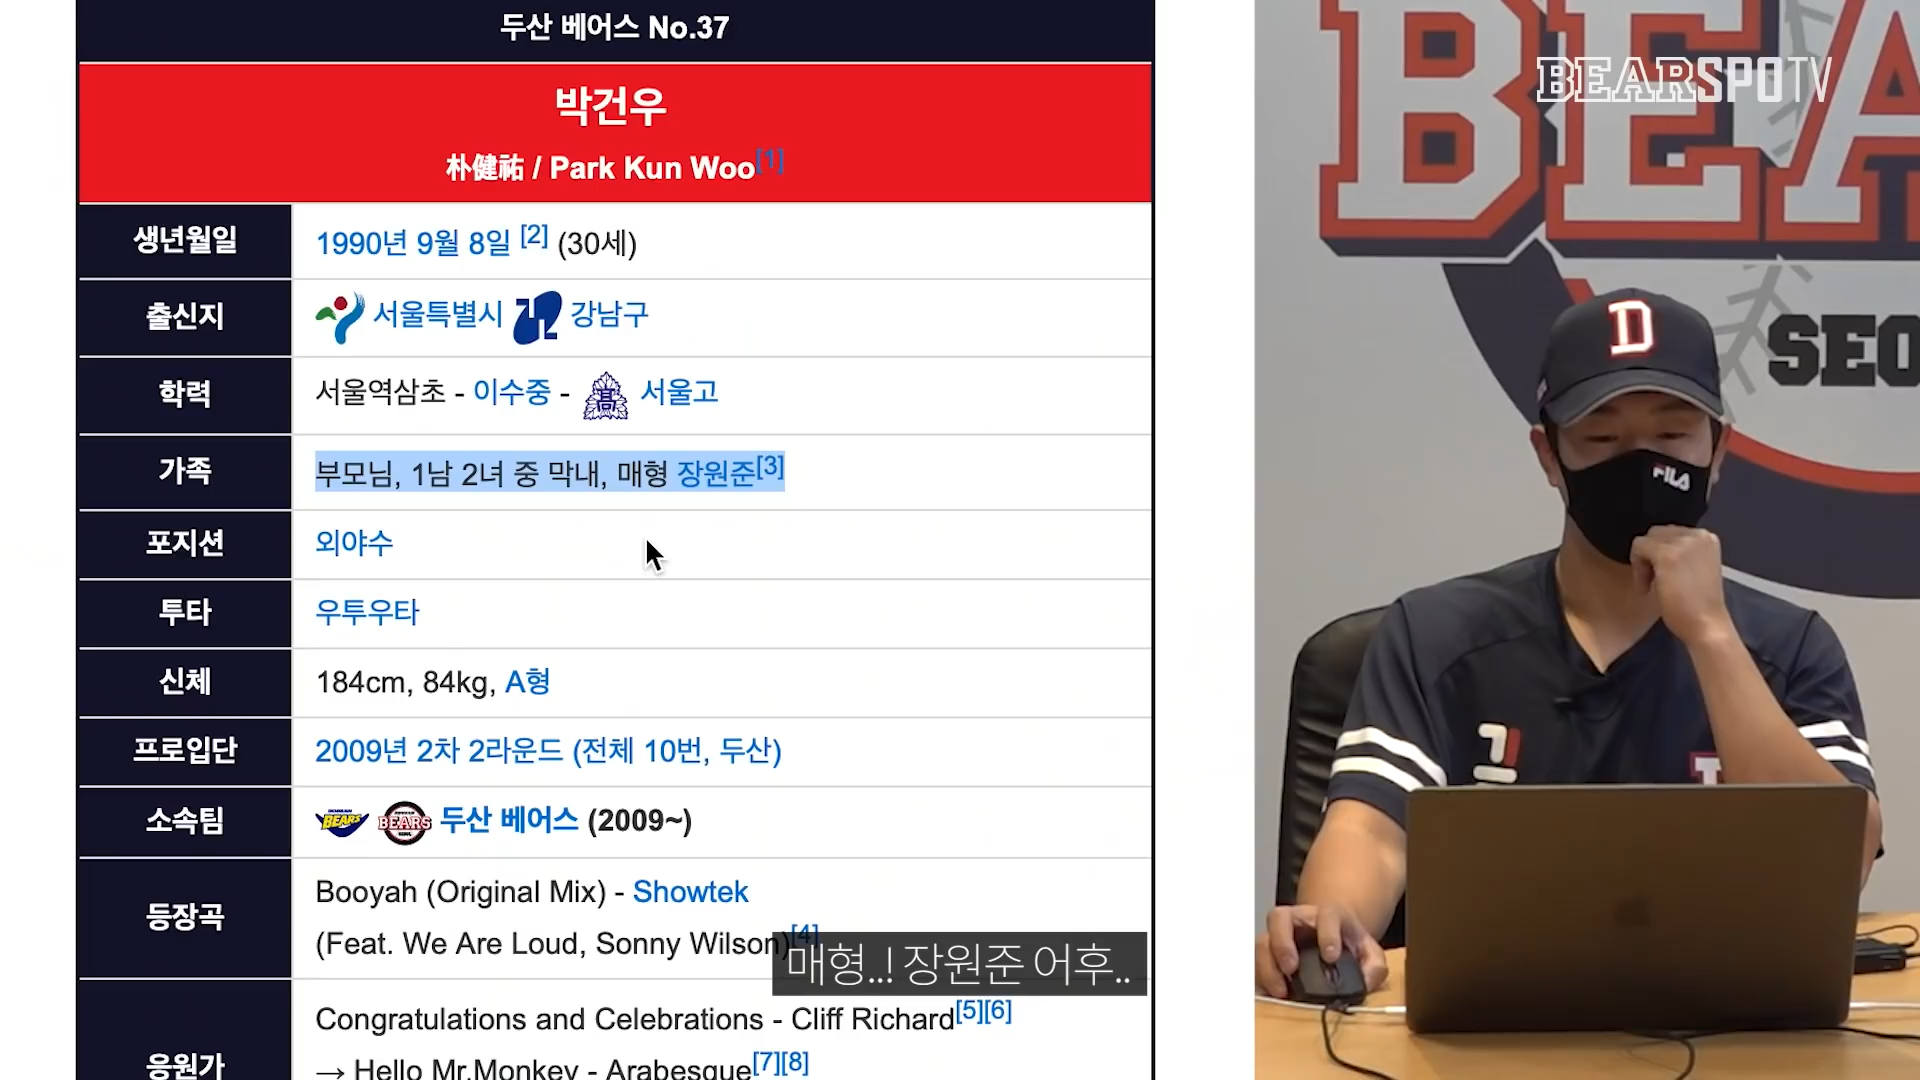 두산 베어스 No.37
박건우
朴健祐 / Park Kun Woo[1]
생년월일 1990년 9월 8일 [2] (30세)
출신지 서울특별시 강남구
학력 서울역삼초 - 이수중 - 高 서울고
가족 부모님, 1남 2녀 중 막내, 매형 장원준[3]
포지션 외야수
투타 우투우타
신체 184cm, 84kg, A형
프로입단 2009년 2차 2라운드 (전체 10번, 두산)
소속팀 BEARS BEARS 두산 베어스 (2009~)
등장곡 Booyah (Original Mix) - Showtek
(Feat. We Are Loud, Sonny Wilson)[4]
매형..! 장원준 어후..
응원가 Congratulations and Celebrations - Cliff Richard[5][6]
→ Hello Mr.Monkey - Arabesque[7][8]
BEARSPOTV
BEA
SEO
D
FILA